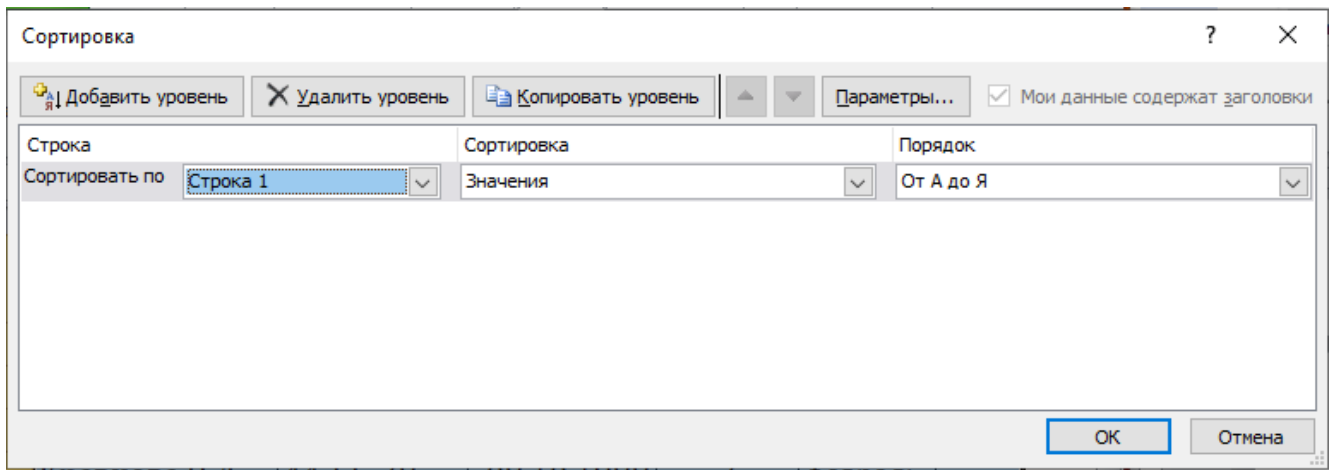 Сортировка
Добавить уровень Удалить уровень Копировать уровень Параметры... Мои данные содержат заголовки
Строка Сортировка Порядок
Сортировать по Строка 1 Значения От А до Я
ОК Отмена